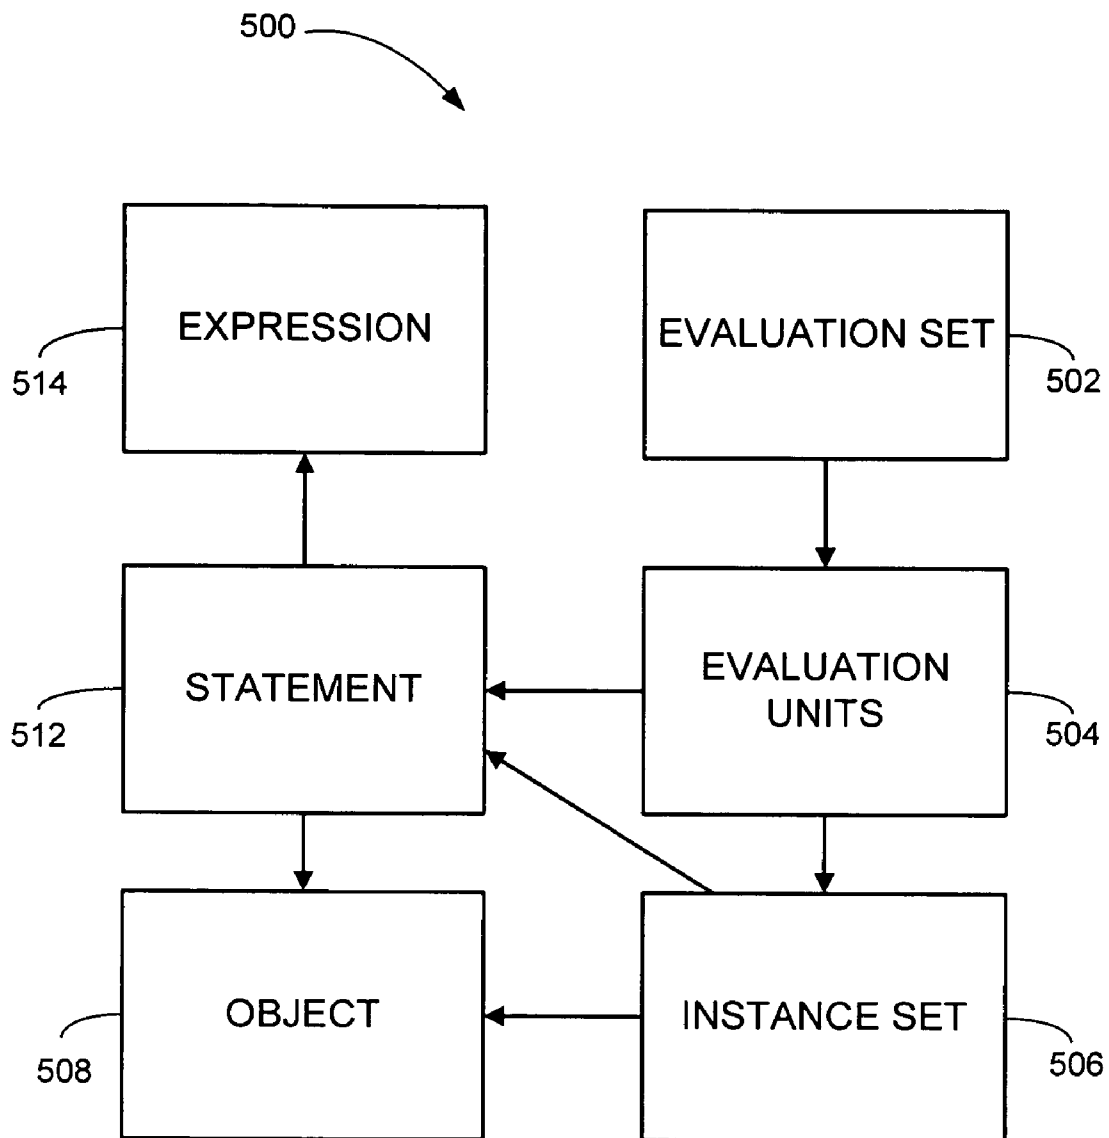 500
EXPRESSION
514
EVALUATION SET
502
STATEMENT
512
EVALUATION
UNITS
504
OBJECT
508
INSTANCE SET
506